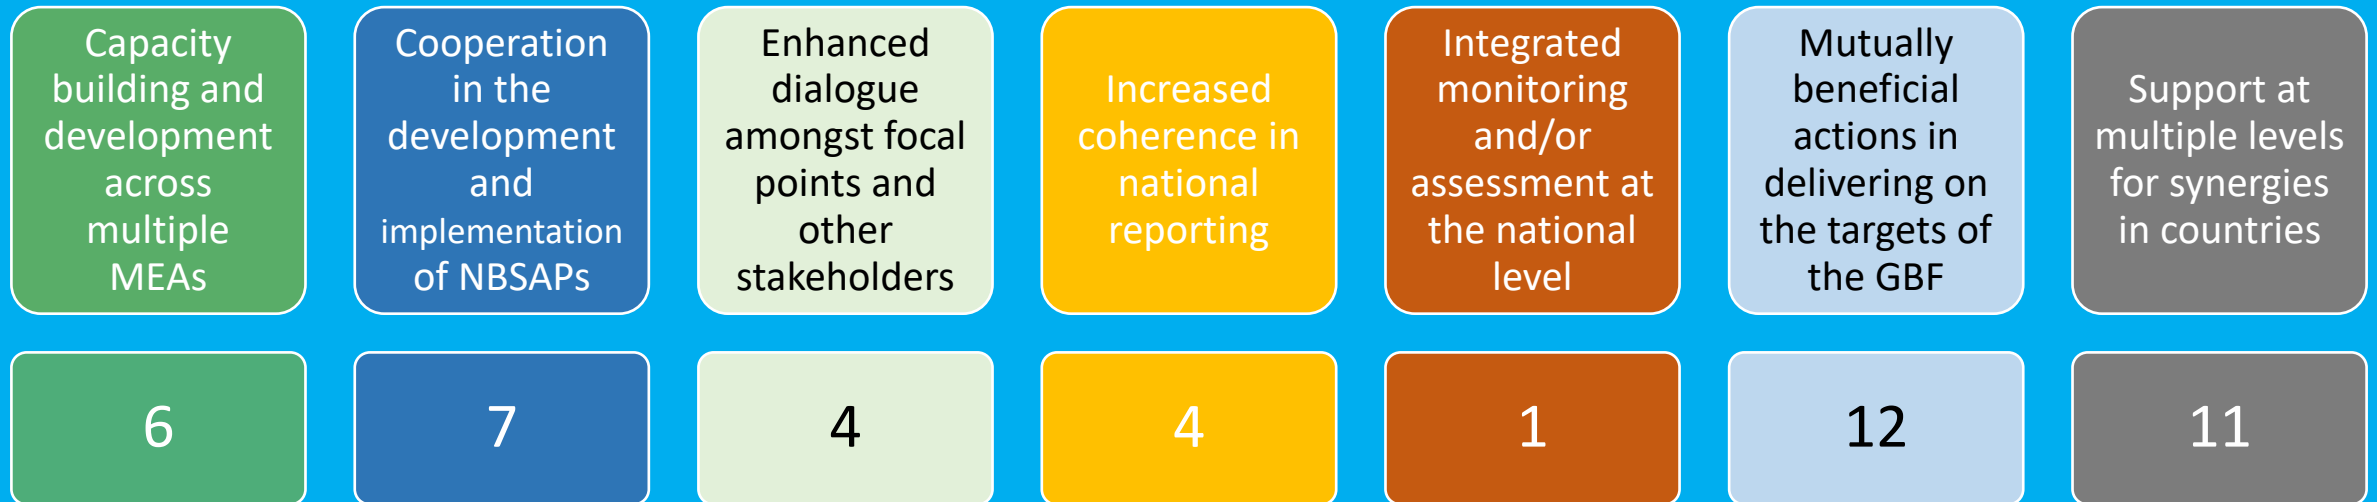 Capacity
building and
development
across
multiple
MEAs
Cooperation
in the
development
and
implementation
of NBSAPs
Enhanced
dialogue
amongst focal
points and
other
stakeholders
Increased
coherence in
national
reporting
Integrated
monitoring
and/or
assessment at
the national
level
Mutually
beneficial
actions in
delivering on
the targets of
the GBF
Support at
multiple levels
for synergies
in countries
6
7
4
4
1
12
11